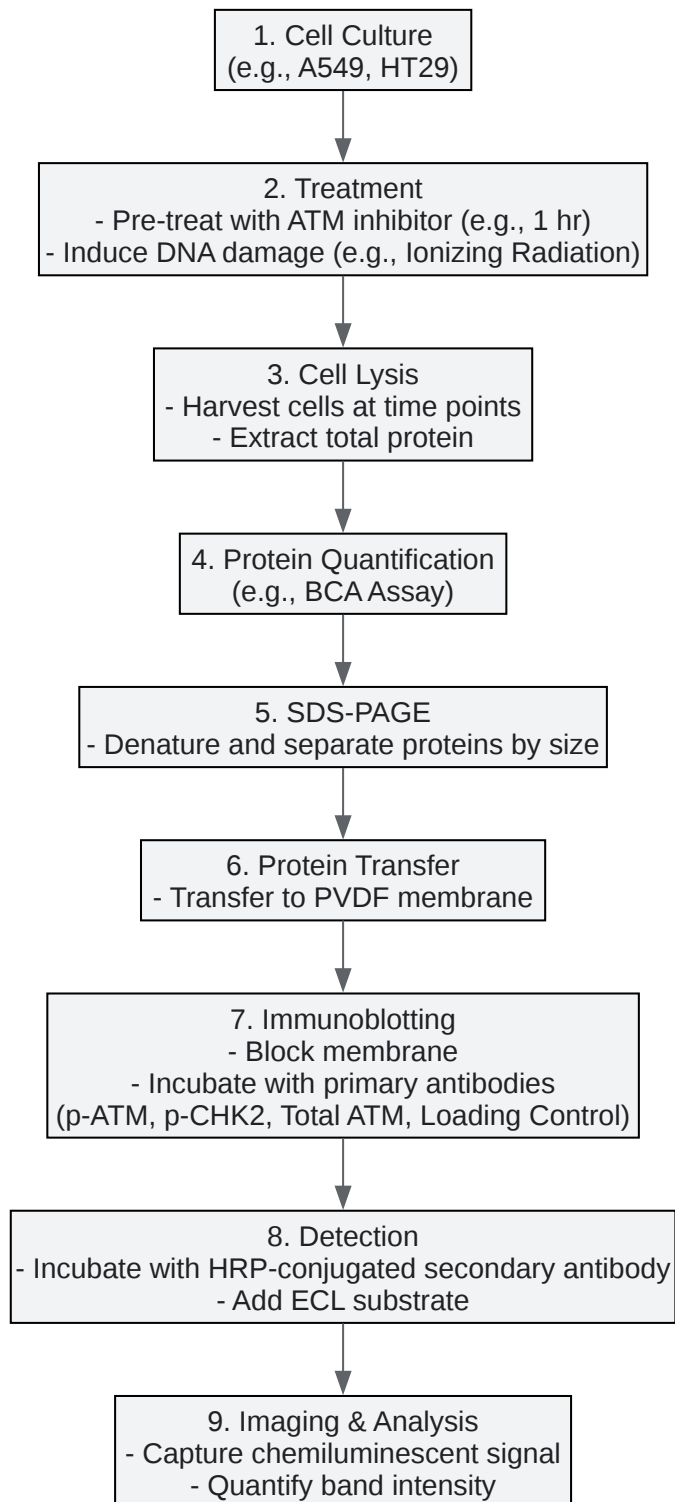 1. Cell Culture
(e.g., A549, HT29)
2. Treatment
- Pre-treat with ATM inhibitor (e.g., 1 hr)
- Induce DNA damage (e.g., Ionizing Radiation)
3. Cell Lysis
- Harvest cells at time points
- Extract total protein
4. Protein Quantification
(e.g., BCA Assay)
5. SDS-PAGE
- Denature and separate proteins by size
6. Protein Transfer
- Transfer to PVDF membrane
7. Immunoblotting
- Block membrane
- Incubate with primary antibodies
(p-ATM, p-CHK2, Total ATM, Loading Control)
8. Detection
- Incubate with HRP-conjugated secondary antibody
- Add ECL substrate
9. Imaging & Analysis
- Capture chemiluminescent signal
- Quantify band intensity